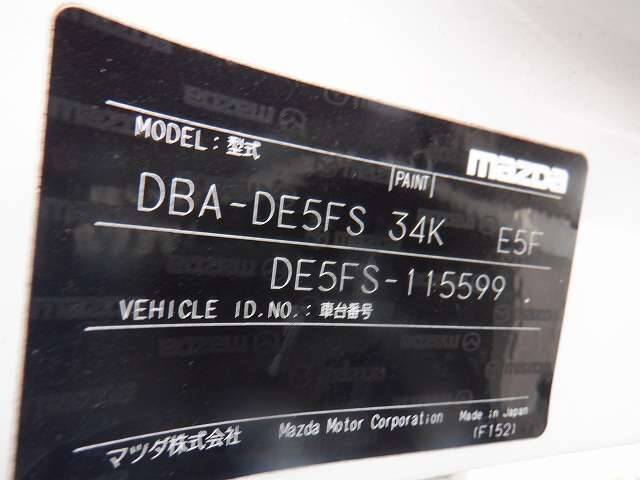 MODEL: 型式
PAINT
mazda
DBA-DE5FS 34K E5F
DE5FS-115599
VEHICLE ID.NO.: 車台番号
マツダ株式会社 Mazda Motor Corporation Made in Japan
(F152)